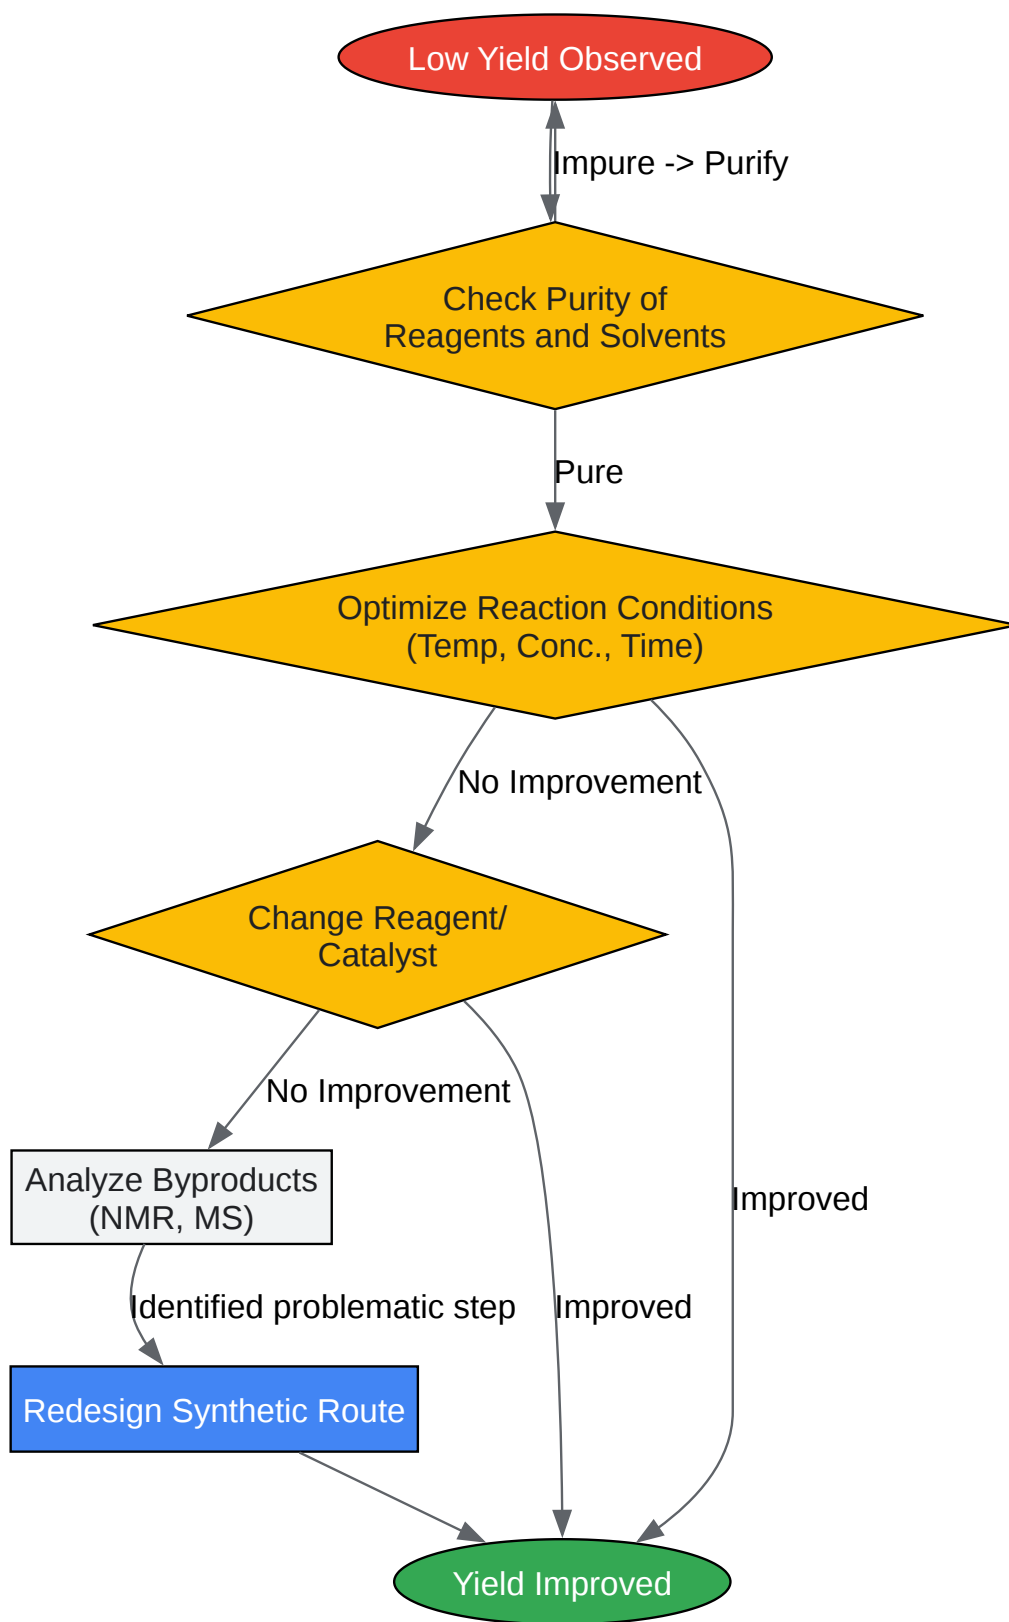 Low Yield Observed
Impure -> Purify
Check Purity of
Reagents and Solvents
Pure
Optimize Reaction Conditions
(Temp, Conc., Time)
No Improvement
Change Reagent/
Catalyst
No Improvement
Analyze Byproducts
(NMR, MS)
Improved
Identified problematic step
Improved
Redesign Synthetic Route
Yield Improved